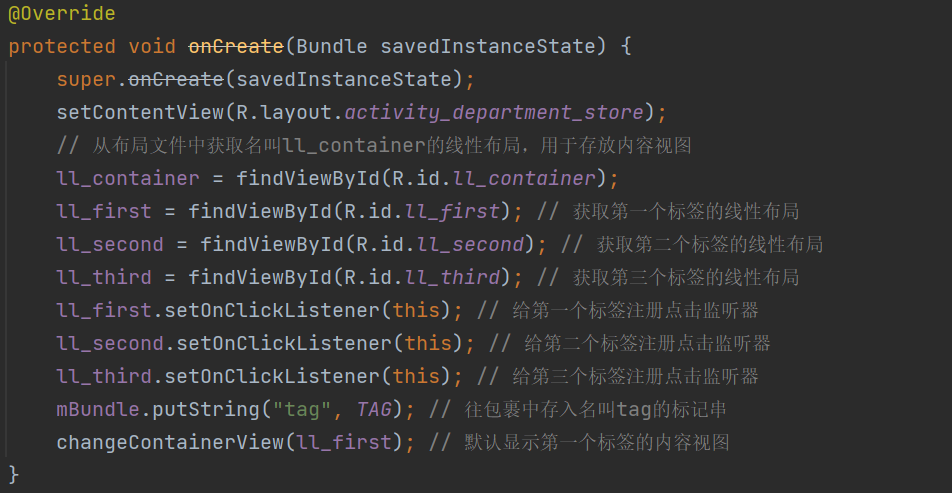 @Override
protected void onCreate(Bundle savedInstanceState) {
    super.onCreate(savedInstanceState);
    setContentView(R.layout.activity_department_store);
    // 从布局文件中获取名叫ll_container的线性布局，用于存放内容视图
    ll_container = findViewById(R.id.ll_container);
    ll_first = findViewById(R.id.ll_first); // 获取第一个标签的线性布局
    ll_second = findViewById(R.id.ll_second); // 获取第二个标签的线性布局
    ll_third = findViewById(R.id.ll_third); // 获取第三个标签的线性布局
    ll_first.setOnClickListener(this); // 给第一个标签注册点击监听器
    ll_second.setOnClickListener(this); // 给第二个标签注册点击监听器
    ll_third.setOnClickListener(this); // 给第三个标签注册点击监听器
    mBundle.putString("tag", TAG); // 往包裹中存入名叫tag的标记串
    changeContainerView(ll_first); // 默认显示第一个标签的内容视图
}